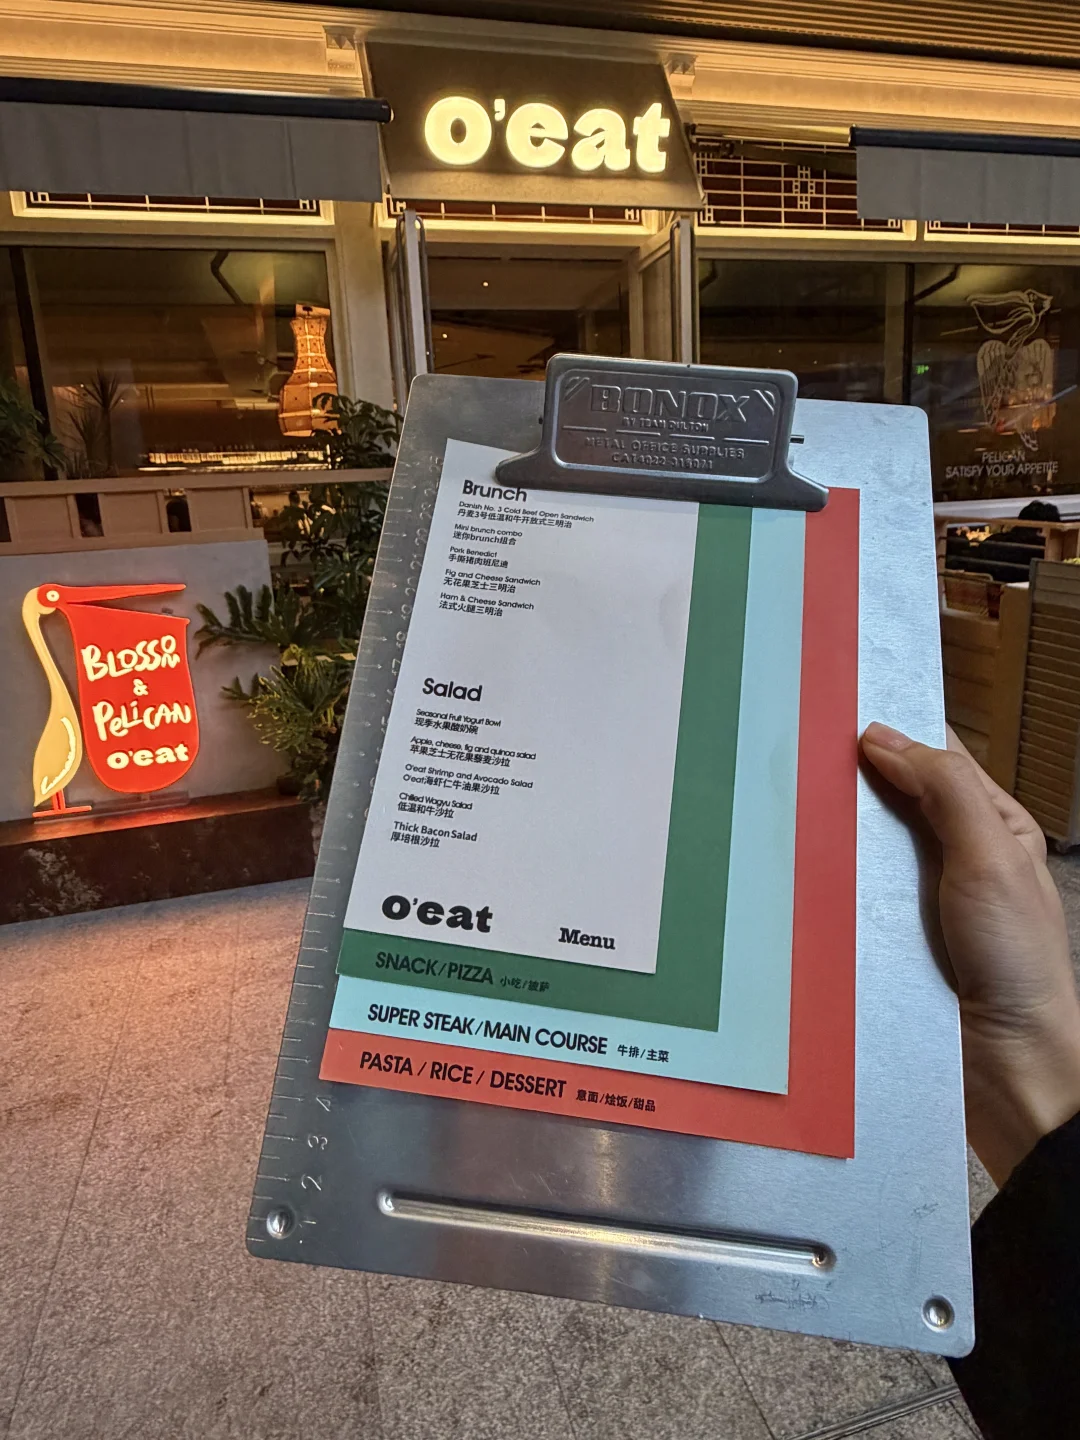 o'eat
BONOX
BY TEAM DULTON
METAL OFFICE SUPPLIES
PELICAN
SATISFY YOUR APPETITE
Brunch
Danish No. 3 Cold Beef Open Sandwich
丹麦3号低温和牛开放式三明治
Mini brunch combo
迷你brunch组合
Pork Benedict
手撕猪肉班尼迪
Fig and Cheese Sandwich
无花果芝士三明治
Ham & Cheese Sandwich
法式火腿三明治
BLOSSOM
&
PELICAN
o'eat
Salad
Seasonal Fruit Yogurt Bowl
现季水果酸奶碗
Apple, cheese, fig and quinoa salad
苹果芝士无花果藜麦沙拉
O'eat Shrimp and Avocado Salad
O'eat海虾仁牛油果沙拉
Chilled Wagyu Salad
低温和牛沙拉
Thick Bacon Salad
厚培根沙拉
o'eat
Menu
SNACK/PIZZA 小吃/披萨
SUPER STEAK/MAIN COURSE 牛排/主菜
PASTA / RICE / DESSERT 意面/烩饭/甜品
4
3
2
1